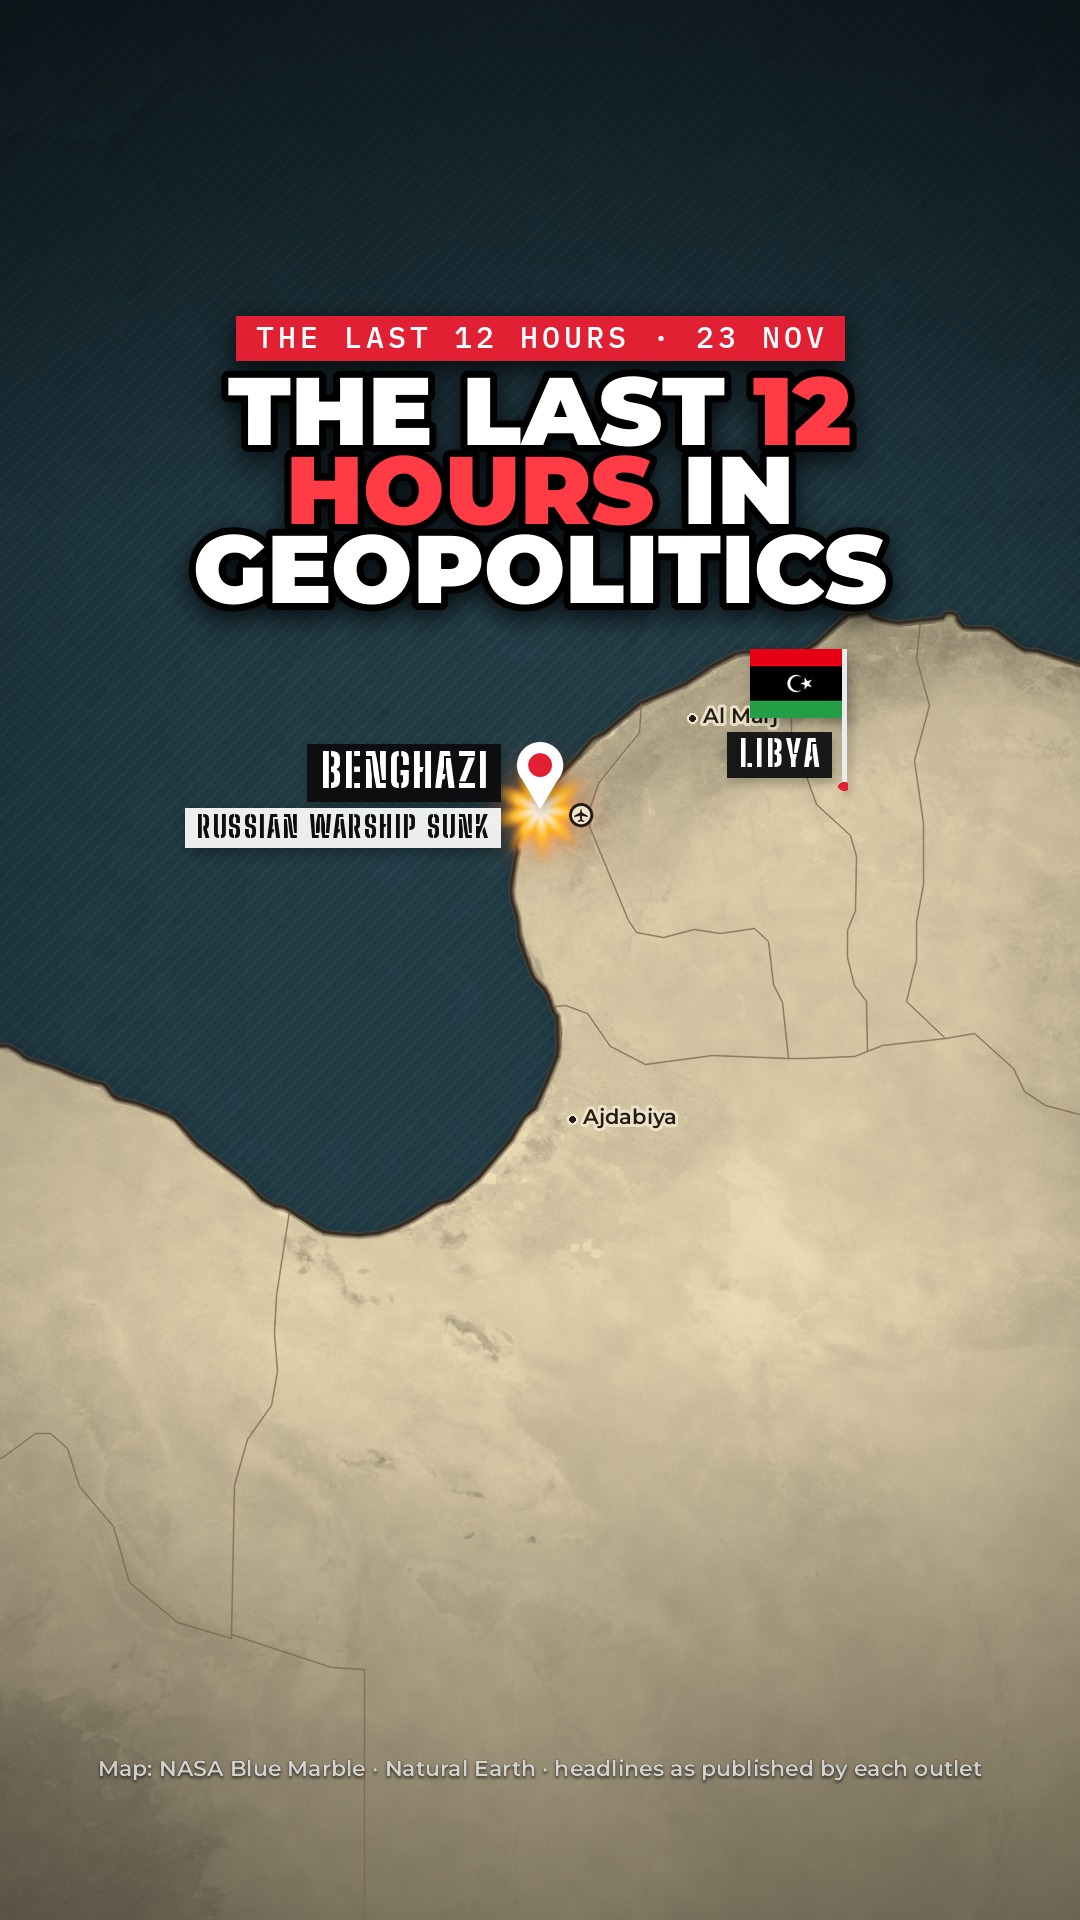 THE LAST 12 HOURS · 23 NOV
THE LAST 12
HOURS IN
GEOPOLITICS
Al Marj
LIBYA
BENGHAZI
RUSSIAN WARSHIP SUNK
Ajdabiya
Map: NASA Blue Marble · Natural Earth · headlines as published by each outlet